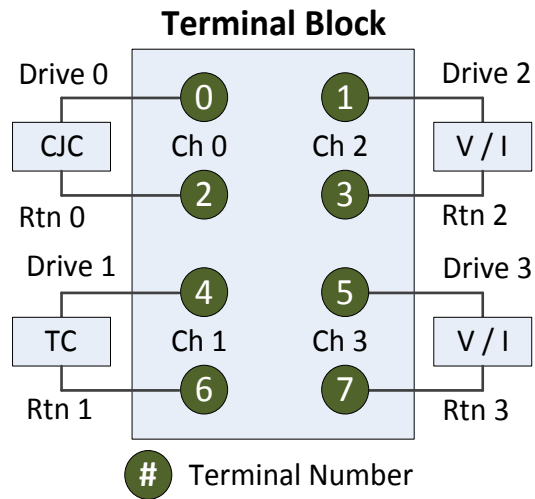 Terminal Block
Drive 0
Drive 2
0
1
CJC
Ch 0
Ch 2
V / I
2
3
Rtn 0
Rtn 2
Drive 1
Drive 3
4
5
TC
Ch 1
Ch 3
V / I
6
7
Rtn 1
Rtn 3
# Terminal Number